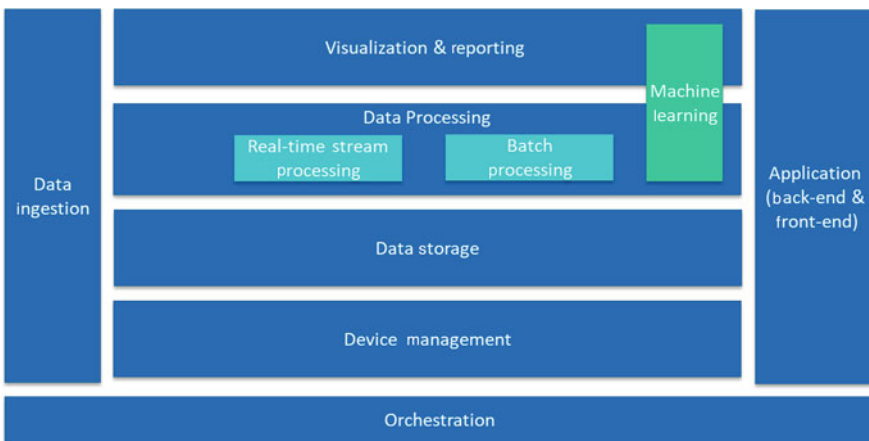 Data
ingestion
Visualization & reporting
Machine
learning
Data Processing
Real-time stream
processing
Batch
processing
Data storage
Device management
Application
(back-end &
front-end)
Orchestration